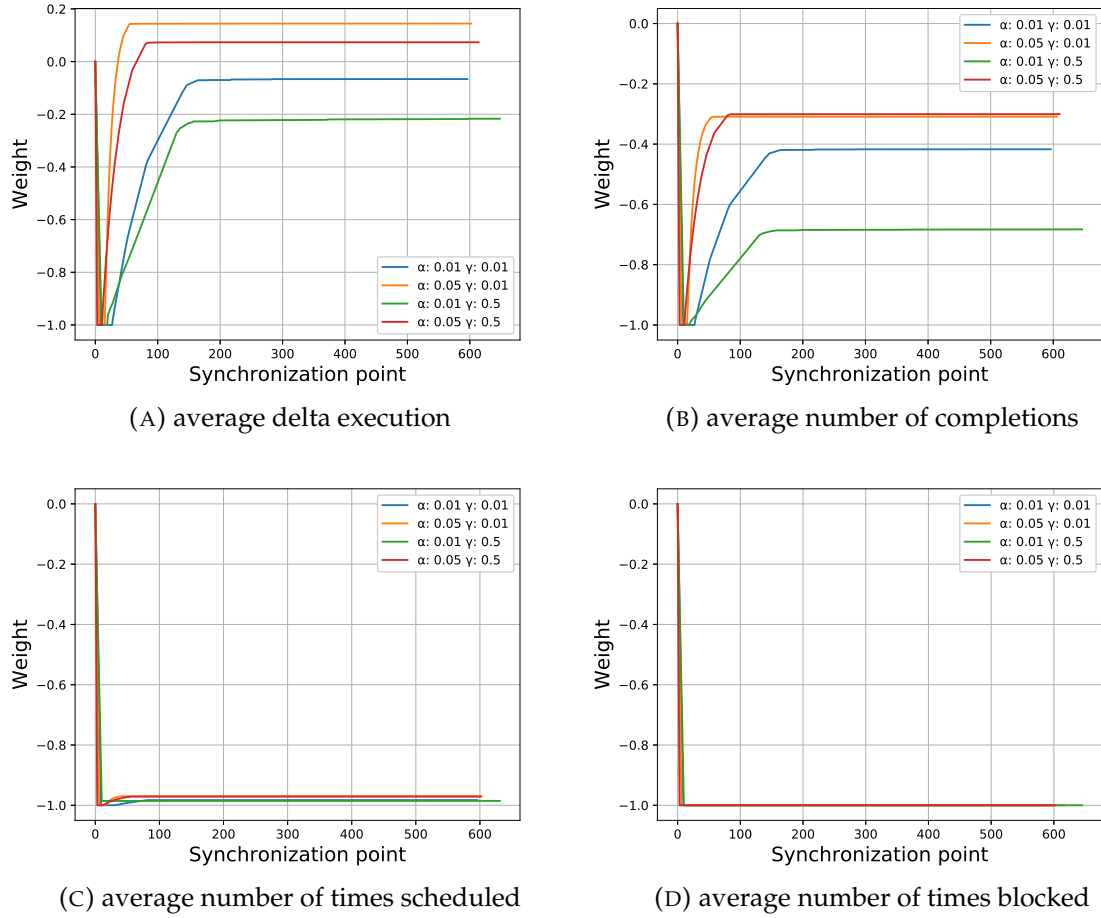 0.2
0.0
−0.2
−0.4
−0.6
−0.8
−1.0
Weight
0 100 200 300 400 500 600
Synchronization point
α: 0.01 γ: 0.01
α: 0.05 γ: 0.01
α: 0.01 γ: 0.5
α: 0.05 γ: 0.5
(A) average delta execution
0.0
−0.2
−0.4
−0.6
−0.8
−1.0
Weight
0 100 200 300 400 500 600
Synchronization point
α: 0.01 γ: 0.01
α: 0.05 γ: 0.01
α: 0.01 γ: 0.5
α: 0.05 γ: 0.5
(B) average number of completions
0.0
−0.2
−0.4
−0.6
−0.8
−1.0
Weight
0 100 200 300 400 500 600
Synchronization point
α: 0.01 γ: 0.01
α: 0.05 γ: 0.01
α: 0.01 γ: 0.5
α: 0.05 γ: 0.5
(C) average number of times scheduled
0.0
−0.2
−0.4
−0.6
−0.8
−1.0
Weight
0 100 200 300 400 500 600
Synchronization point
α: 0.01 γ: 0.01
α: 0.05 γ: 0.01
α: 0.01 γ: 0.5
α: 0.05 γ: 0.5
(D) average number of times blocked